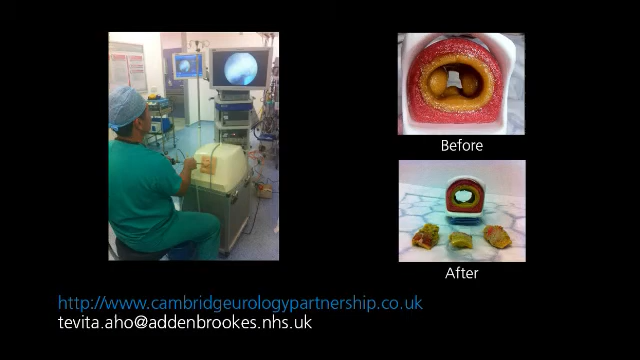 Before
After
http://www.cambridgeurologypartnership.co.uk
tevita.aho@addenbrookes.nhs.uk